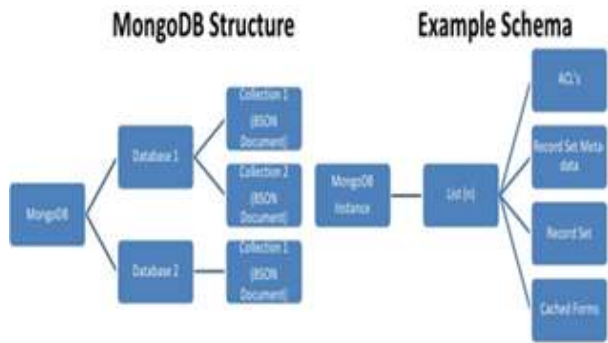 MongoDB Structure
Example Schema
MongoDB
Database 1
Database 2
Collection 1
(BSON
Document)
Collection 2
(BSON
Document)
Collection 1
(BSON
Document)
MongoDB
Instance
List (n)
ACL's
Record Set Meta-
data
Record Set
Cached Forms